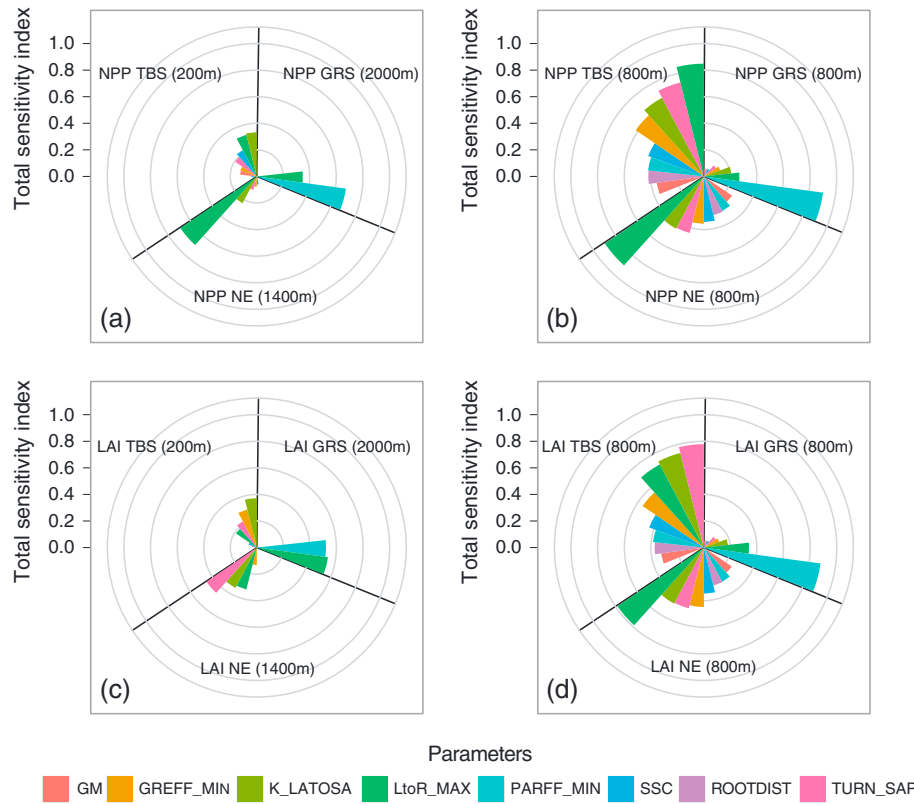 Total sensitivity index
1.0
0.8
0.6
0.4
0.2
0.0
NPP TBS (200m)
NPP GRS (2000m)
NPP NE (1400m)
(a)
Total sensitivity index
1.0
0.8
0.6
0.4
0.2
0.0
NPP TBS (800m)
NPP GRS (800m)
NPP NE (800m)
(b)
Total sensitivity index
1.0
0.8
0.6
0.4
0.2
0.0
LAI TBS (200m)
LAI GRS (2000m)
LAI NE (1400m)
(c)
Total sensitivity index
1.0
0.8
0.6
0.4
0.2
0.0
LAI TBS (800m)
LAI GRS (800m)
LAI NE (800m)
(d)
Parameters
GM GREFF_MIN K_LATOSA LtoR_MAX PARFF_MIN SSC ROOTDIST TURN_SAP